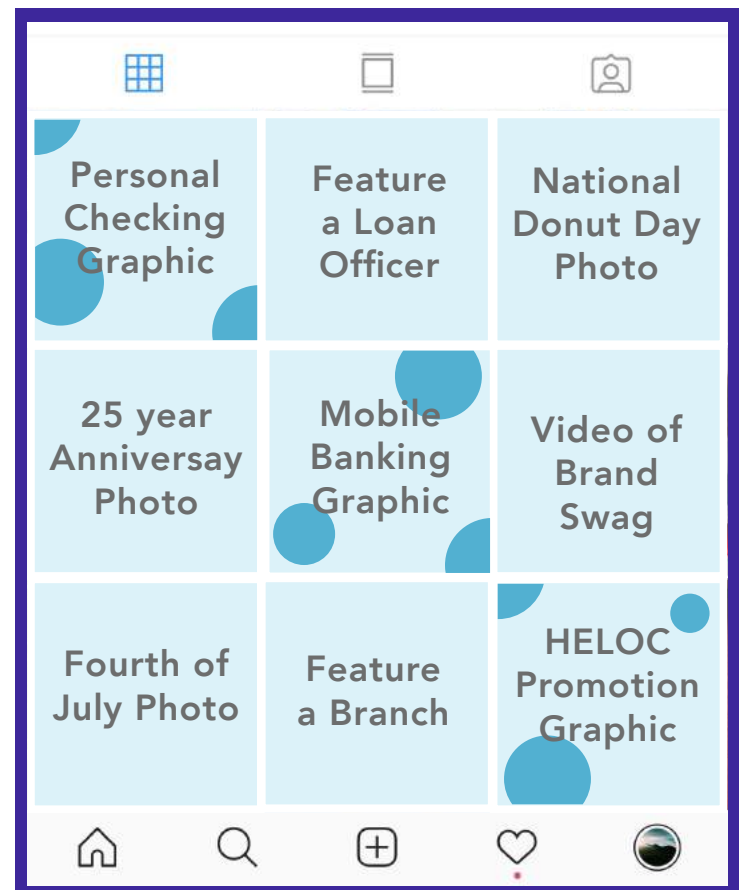 Personal
Checking
Graphic
Feature
a Loan
Officer
National
Donut Day
Photo
25 year
Anniversay
Photo
Mobile
Banking
Graphic
Video of
Brand
Swag
Fourth of
July Photo
Feature
a Branch
HELOC
Promotion
Graphic